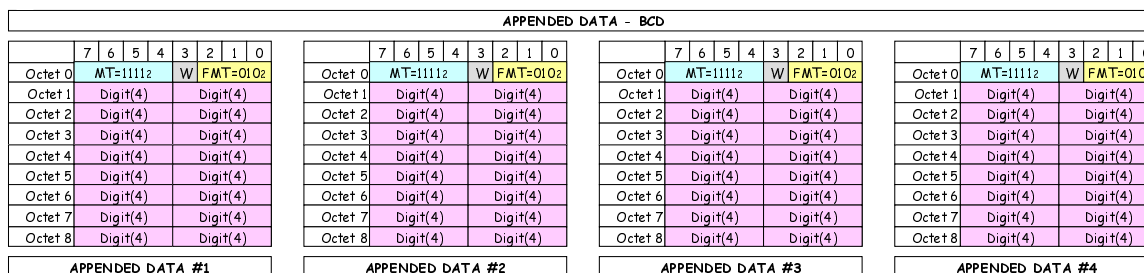 APPENDED DATA - BCD
7 6 5 4 3 2 1 0 7 6 5 4 3 2 1 0 7 6 5 4 3 2 1 0 7 6 5 4 3 2 1 0
Octet 0 MT=11112 W FMT=0102 Octet 0 MT=11112 W FMT=0102 Octet 0 MT=11112 W FMT=0102 Octet 0 MT=11112 W FMT=010
Octet 1 Digit(4) Digit(4) Octet 1 Digit(4) Digit(4) Octet 1 Digit(4) Digit(4) Octet 1 Digit(4) Digit(4)
Octet 2 Digit(4) Digit(4) Octet 2 Digit(4) Digit(4) Octet 2 Digit(4) Digit(4) Octet 2 Digit(4) Digit(4)
Octet 3 Digit(4) Digit(4) Octet 3 Digit(4) Digit(4) Octet 3 Digit(4) Digit(4) Octet 3 Digit(4) Digit(4)
Octet 4 Digit(4) Digit(4) Octet 4 Digit(4) Digit(4) Octet 4 Digit(4) Digit(4) Octet 4 Digit(4) Digit(4)
Octet 5 Digit(4) Digit(4) Octet 5 Digit(4) Digit(4) Octet 5 Digit(4) Digit(4) Octet 5 Digit(4) Digit(4)
Octet 6 Digit(4) Digit(4) Octet 6 Digit(4) Digit(4) Octet 6 Digit(4) Digit(4) Octet 6 Digit(4) Digit(4)
Octet 7 Digit(4) Digit(4) Octet 7 Digit(4) Digit(4) Octet 7 Digit(4) Digit(4) Octet 7 Digit(4) Digit(4)
Octet 8 Digit(4) Digit(4) Octet 8 Digit(4) Digit(4) Octet 8 Digit(4) Digit(4) Octet 8 Digit(4) Digit(4)
APPENDED DATA #1 APPENDED DATA #2 APPENDED DATA #3 APPENDED DATA #4